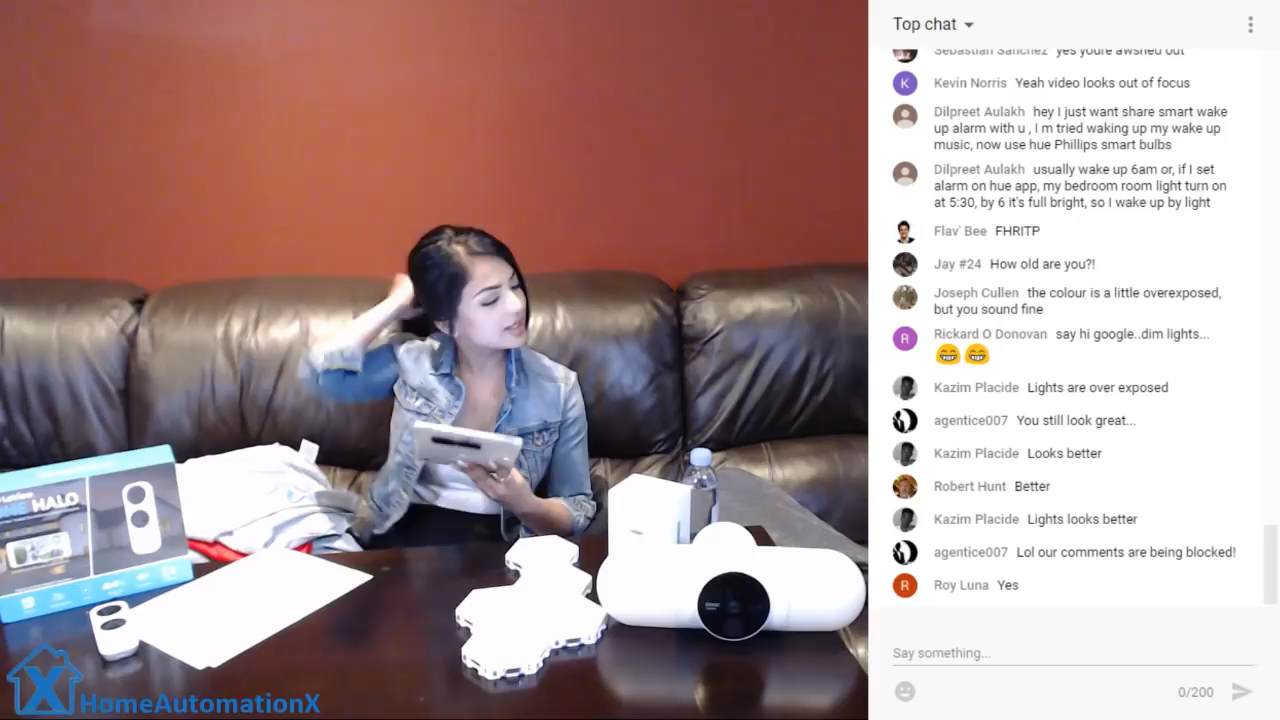 Top chat
Sebastian Sanchez yes youre awshed out
Kevin Norris Yeah video looks out of focus
K
Dilpreet Aulakh hey I just want share smart wake
up alarm with u , I m tried waking up my wake up
music, now use hue Phillips smart bulbs
Dilpreet Aulakh usually wake up 6am or, if I set
alarm on hue app, my bedroom room light turn on
at 5:30, by 6 it's full bright, so I wake up by light
Flav' Bee FHRITP
Jay #24 How old are you?!
Joseph Cullen the colour is a little overexposed,
but you sound fine
R
Rickard O Donovan say hi google..dim lights...
😂 😂
Kazim Placide Lights are over exposed
agentice007 You still look great...
Kazim Placide Looks better
Robert Hunt Better
Kazim Placide Lights looks better
agentice007 Lol our comments are being blocked!
R
Roy Luna Yes
Say something...
0/200
HALO
X HomeAutomationX